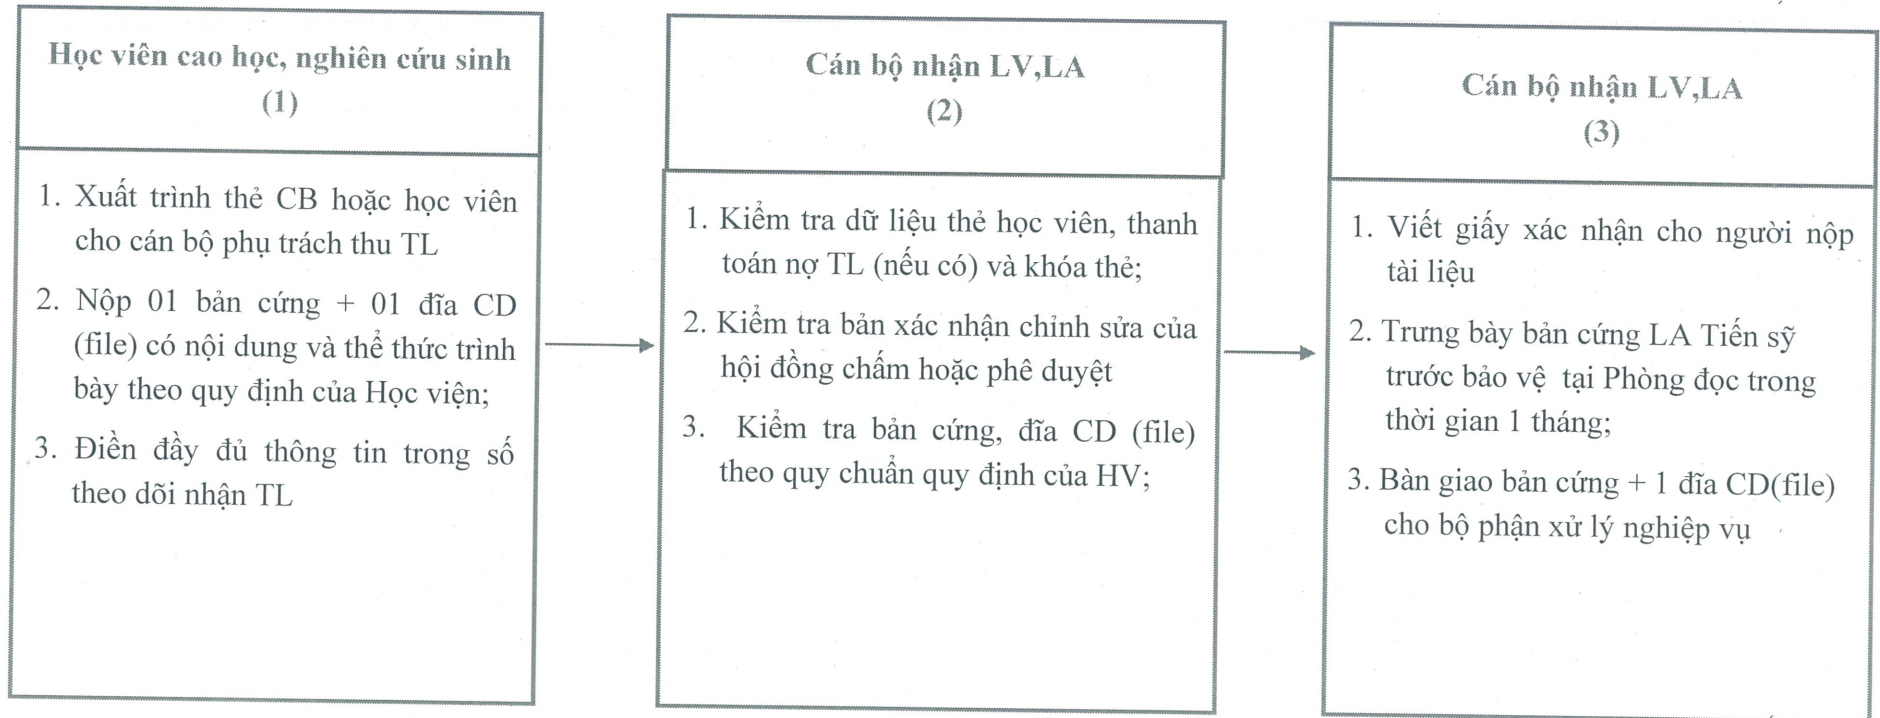 Học viên cao học, nghiên cứu sinh
(1)
1. Xuất trình thẻ CB hoặc học viên
cho cán bộ phụ trách thu TL
2. Nộp 01 bản cứng + 01 đĩa CD
(file) có nội dung và thể thức trình
bày theo quy định của Học viện;
3. Điền đầy đủ thông tin trong số
theo dõi nhận TL
Cán bộ nhận LV,LA
(2)
1. Kiểm tra dữ liệu thẻ học viên, thanh
toán nợ TL (nếu có) và khóa thẻ;
2. Kiểm tra bản xác nhận chỉnh sửa của
hội đồng chấm hoặc phê duyệt
3. Kiểm tra bản cứng, đĩa CD (file)
theo quy chuẩn quy định của HV;
Cán bộ nhận LV,LA
(3)
1. Viết giấy xác nhận cho người nộp
tài liệu
2. Trưng bày bản cứng LA Tiến sỹ
trước bảo vệ tại Phòng đọc trong
thời gian 1 tháng;
3. Bàn giao bản cứng + 1 đĩa CD(file)
cho bộ phận xử lý nghiệp vụ